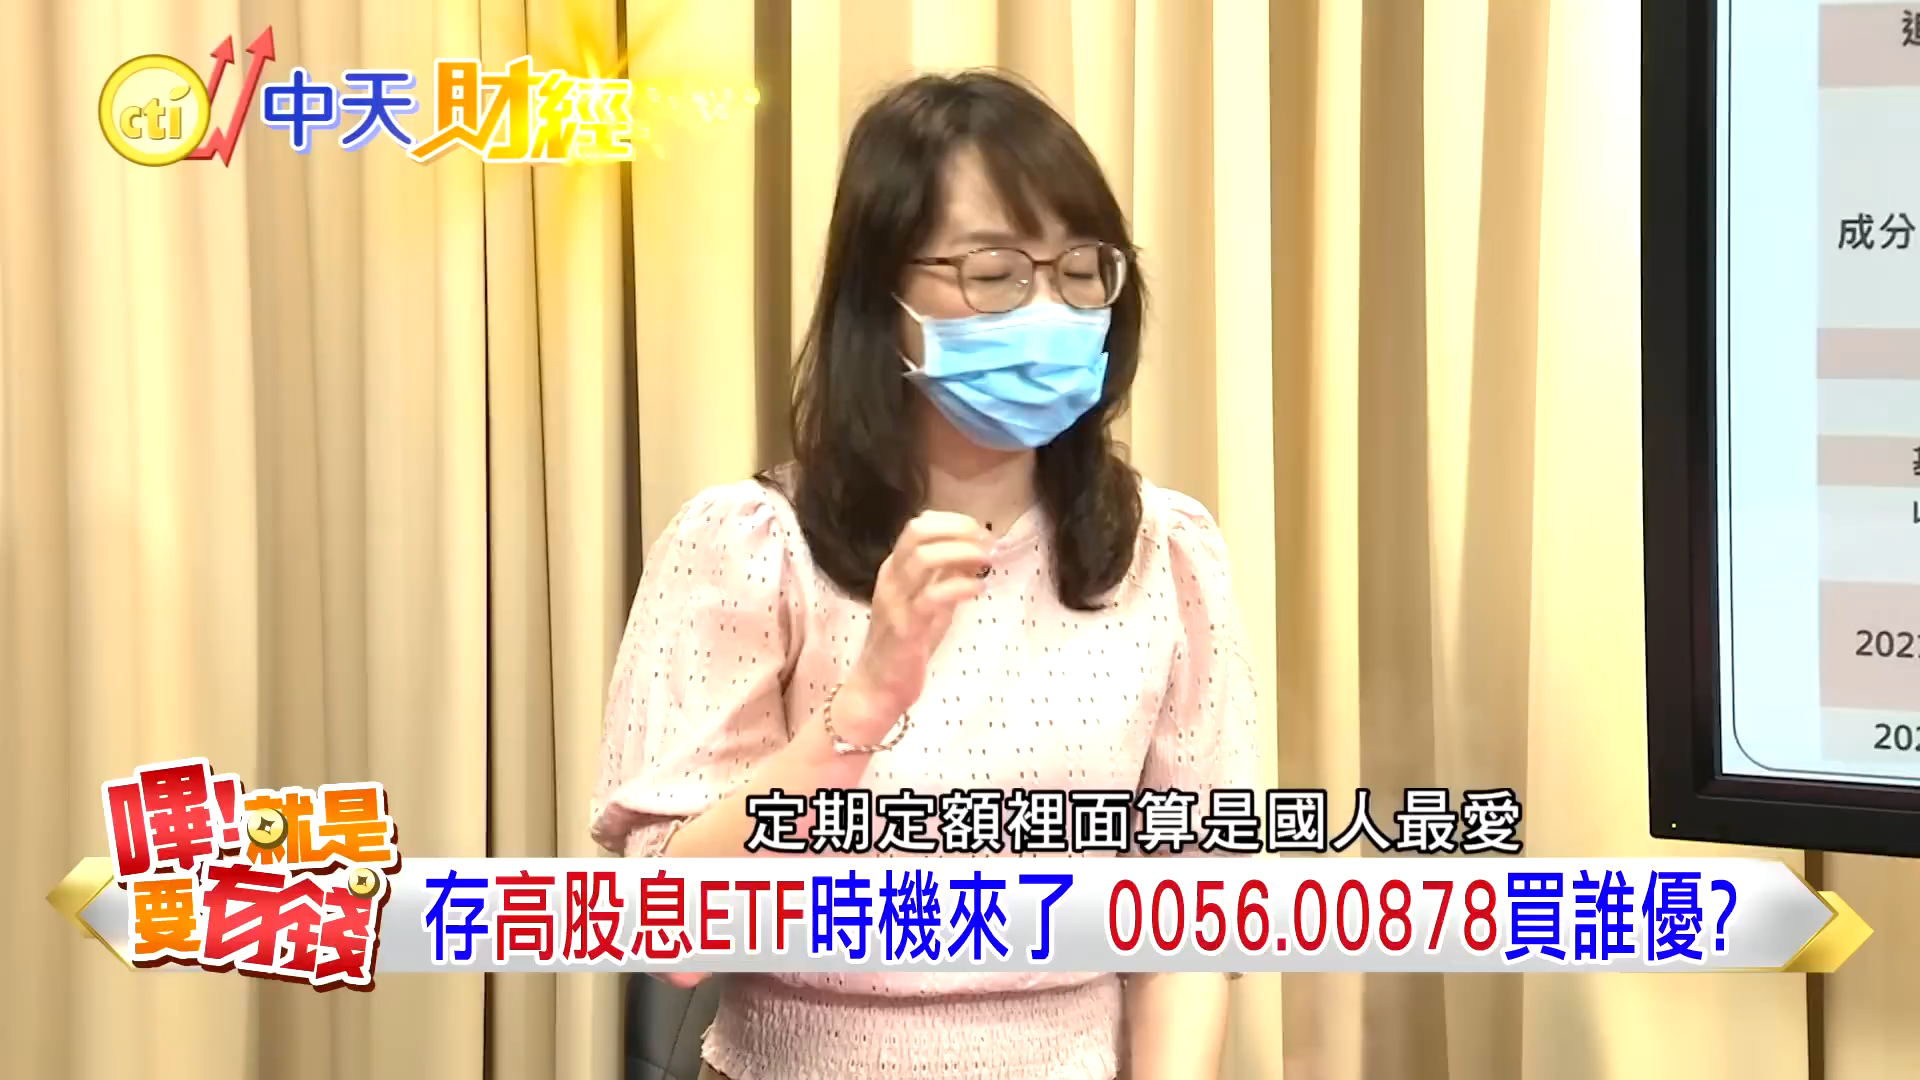 cti 中天財經
成分
2021
202
定期定額裡面算是國人最愛
嗶!就是
要有錢
存高股息ETF時機來了 0056.00878買誰優?